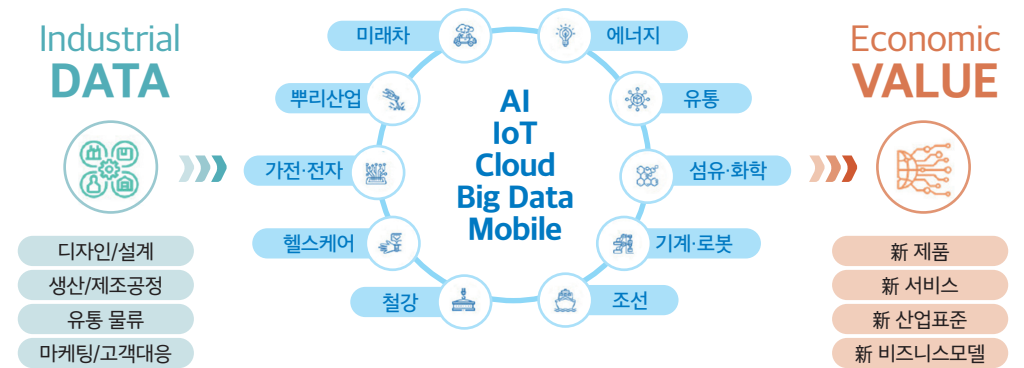 Industrial
DATA
디자인/설계
생산/제조공정
유통 물류
마케팅/고객대응
미래차
뿌리산업
가전·전자
헬스케어
철강
AI
IoT
Cloud
Big Data
Mobile
에너지
유통
섬유·화학
기계·로봇
조선
Economic
VALUE
新 제품
新 서비스
新 산업표준
新 비즈니스모델